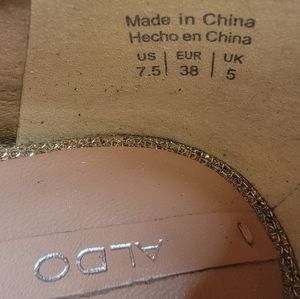 Made in China
Hecho en China
US EUR UK
7.5 38 5
ALDO